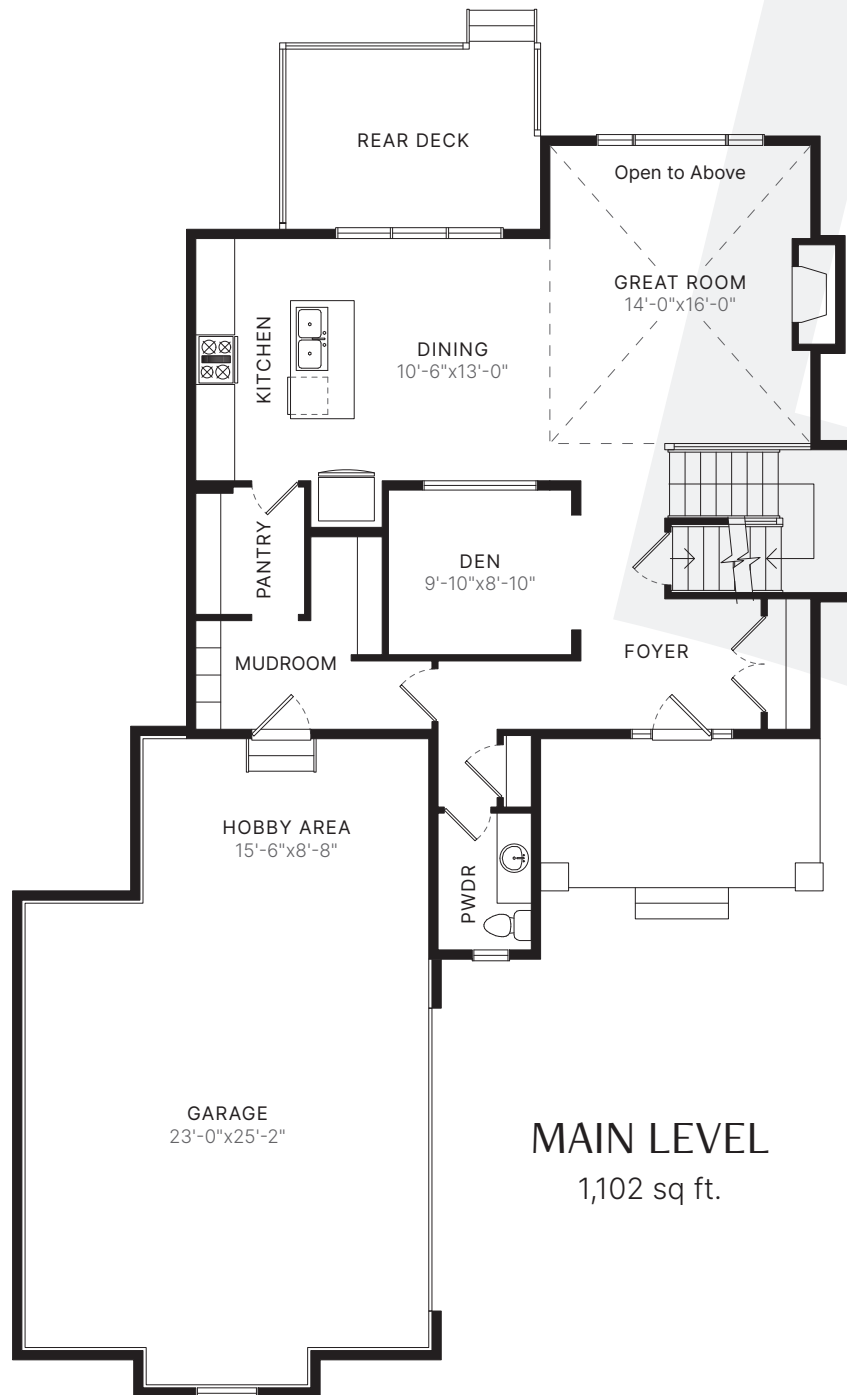 REAR DECK
Open to Above
GREAT ROOM
14'-0"x16'-0"
KITCHEN
DINING
10'-6"x13'-0"
PANTRY
DEN
9'-10"x8'-10"
MUDROOM
FOYER
HOBBY AREA
15'-6"x8'-8"
PWDR
GARAGE
23'-0"x25'-2"
MAIN LEVEL
1,102 sq ft.